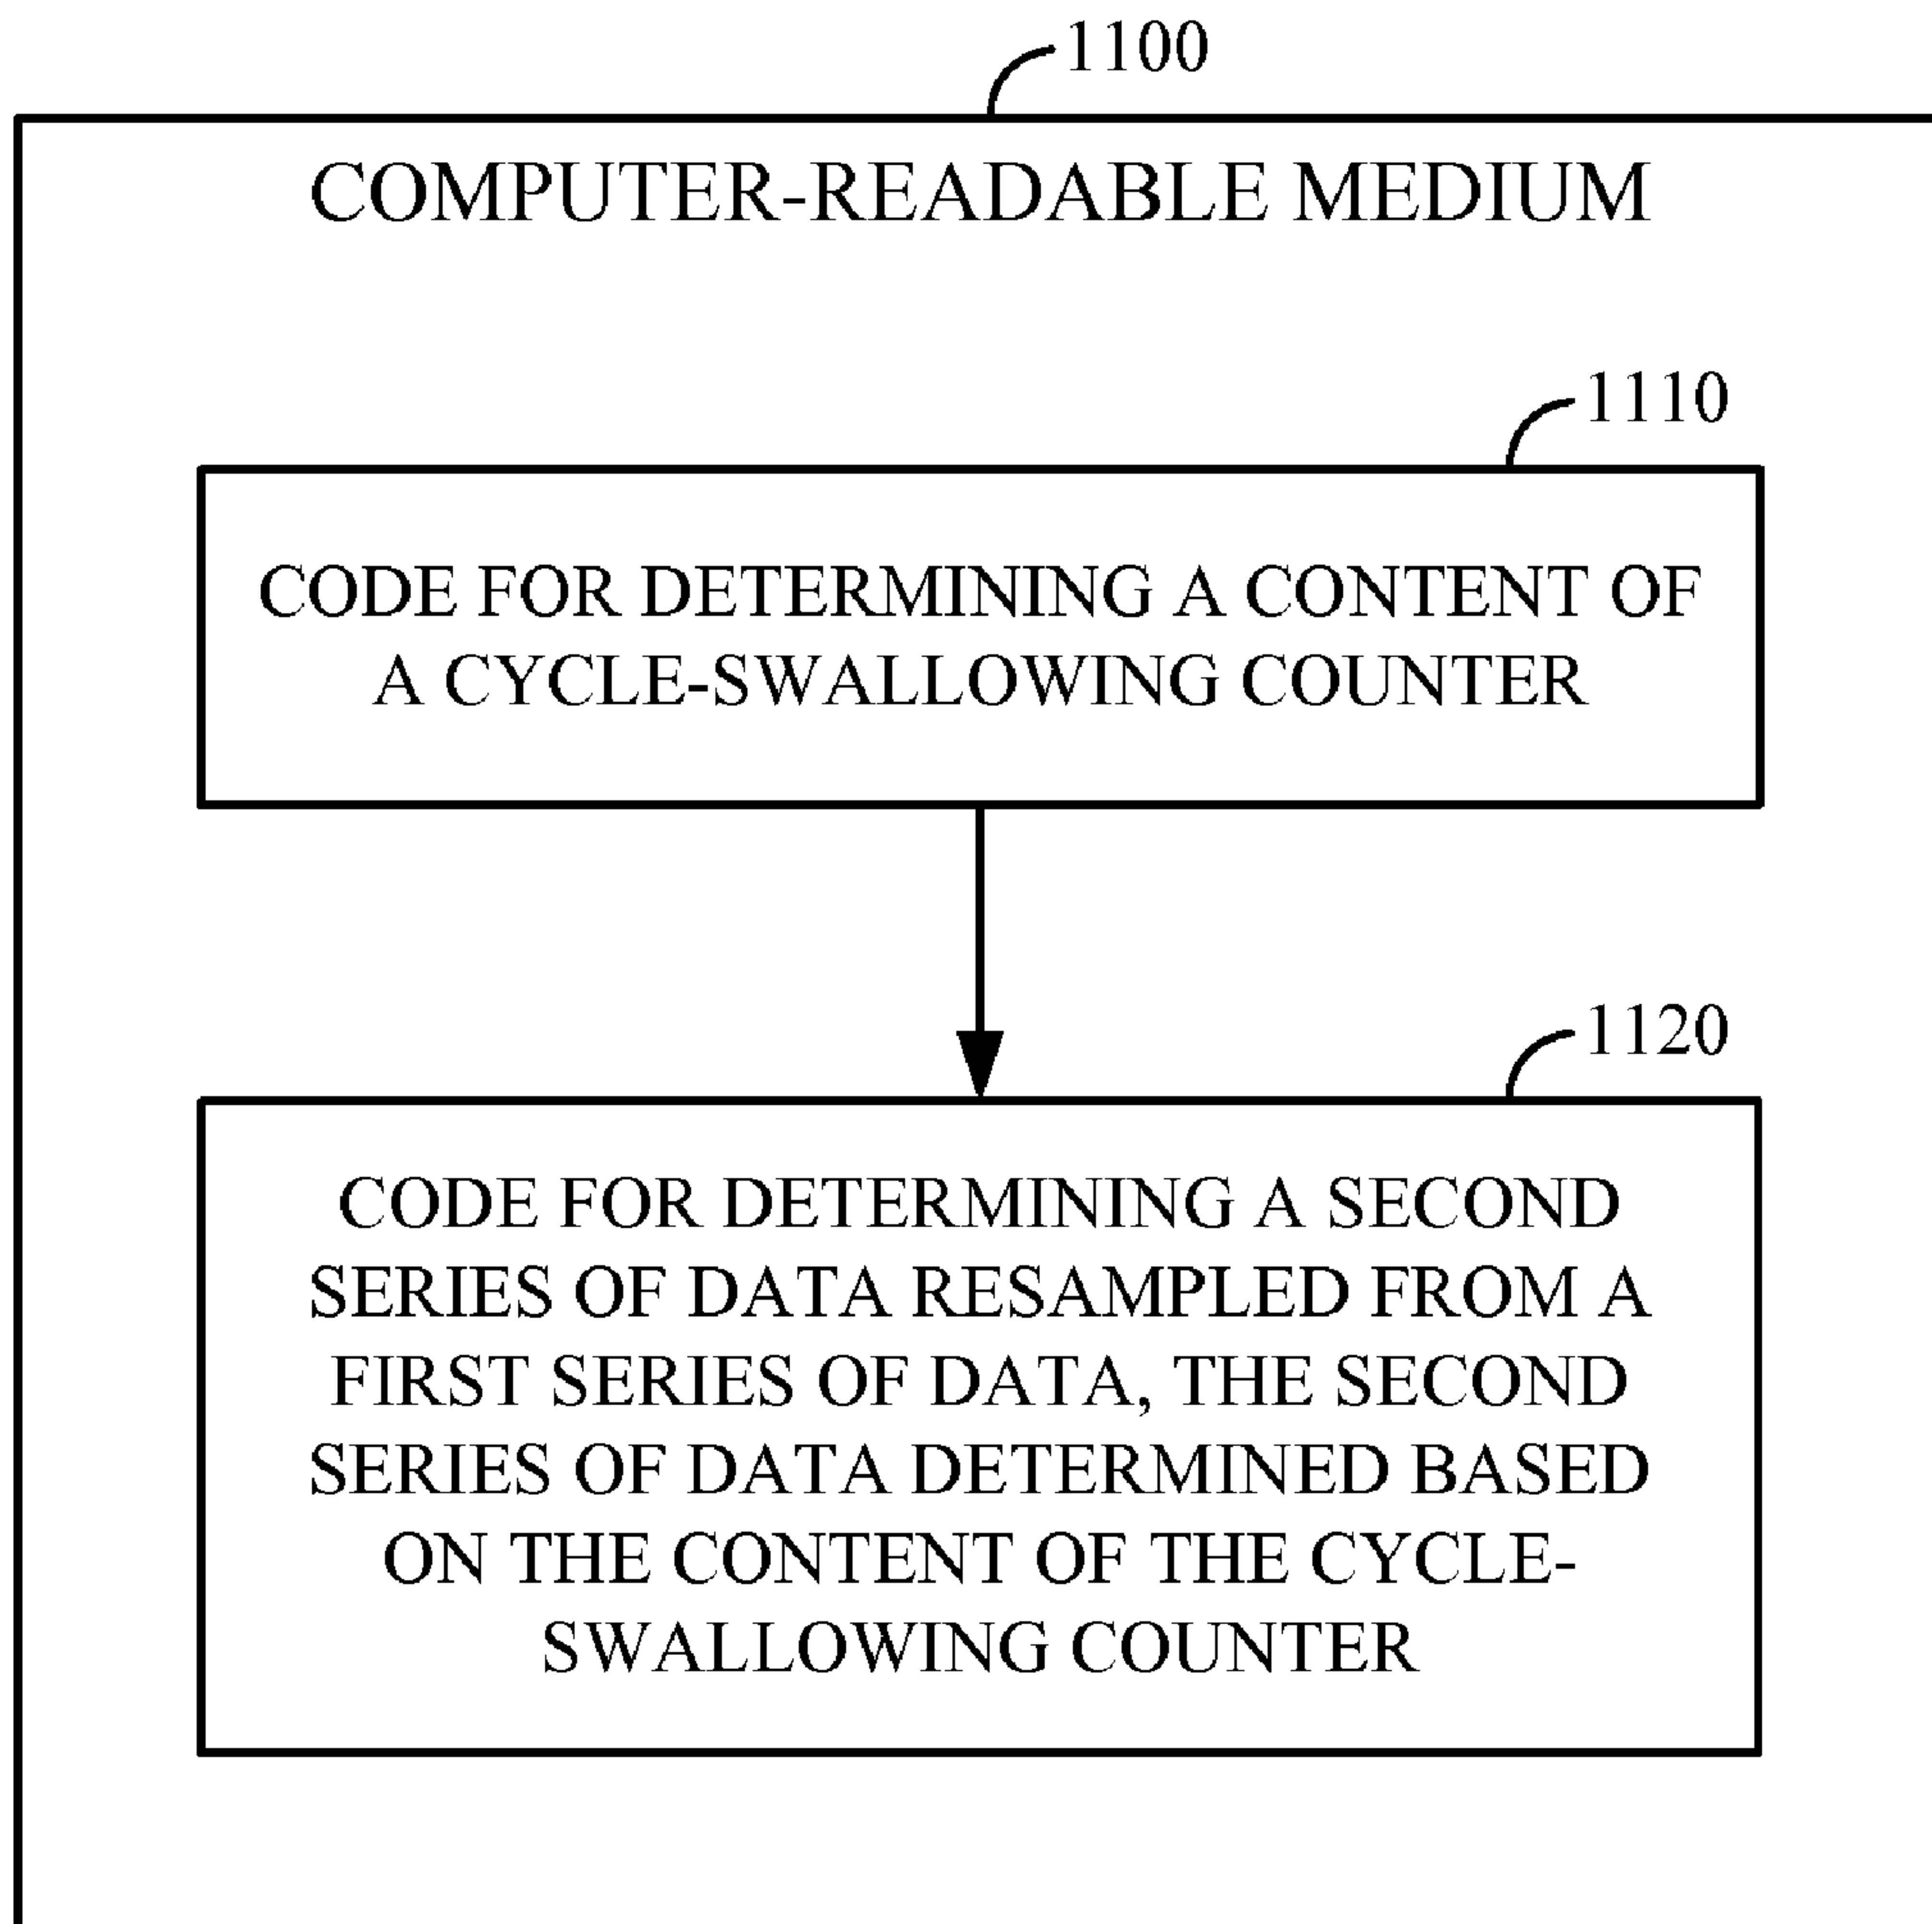 1100
COMPUTER-READABLE MEDIUM
1110
CODE FOR DETERMINING A CONTENT OF
A CYCLE-SWALLOWING COUNTER
1120
CODE FOR DETERMINING A SECOND
SERIES OF DATA RESAMPLED FROM A
FIRST SERIES OF DATA, THE SECOND
SERIES OF DATA DETERMINED BASED
ON THE CONTENT OF THE CYCLE-
SWALLOWING COUNTER